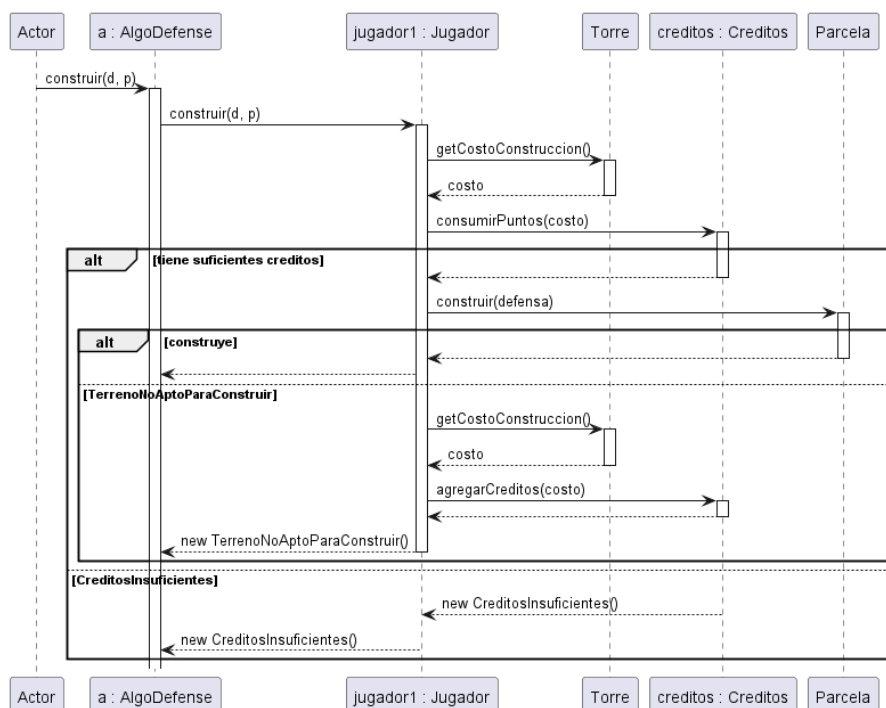 Actor
a : AlgoDefense
jugador1 : Jugador
Torre
creditos : Creditos
Parcela
construir(d, p)
construir(d, p)
getCostoConstruccion()
costo
consumirPuntos(costo)
alt
[tiene suficientes creditos]
construir(defensa)
alt
[construye]
[TerrenoNoAptoParaConstruir]
getCostoConstruccion()
costo
agregarCreditos(costo)
new TerrenoNoAptoParaConstruir()
[CreditosInsuficientes]
new CreditosInsuficientes()
new CreditosInsuficientes()
Actor
a : AlgoDefense
jugador1 : Jugador
Torre
creditos : Creditos
Parcela